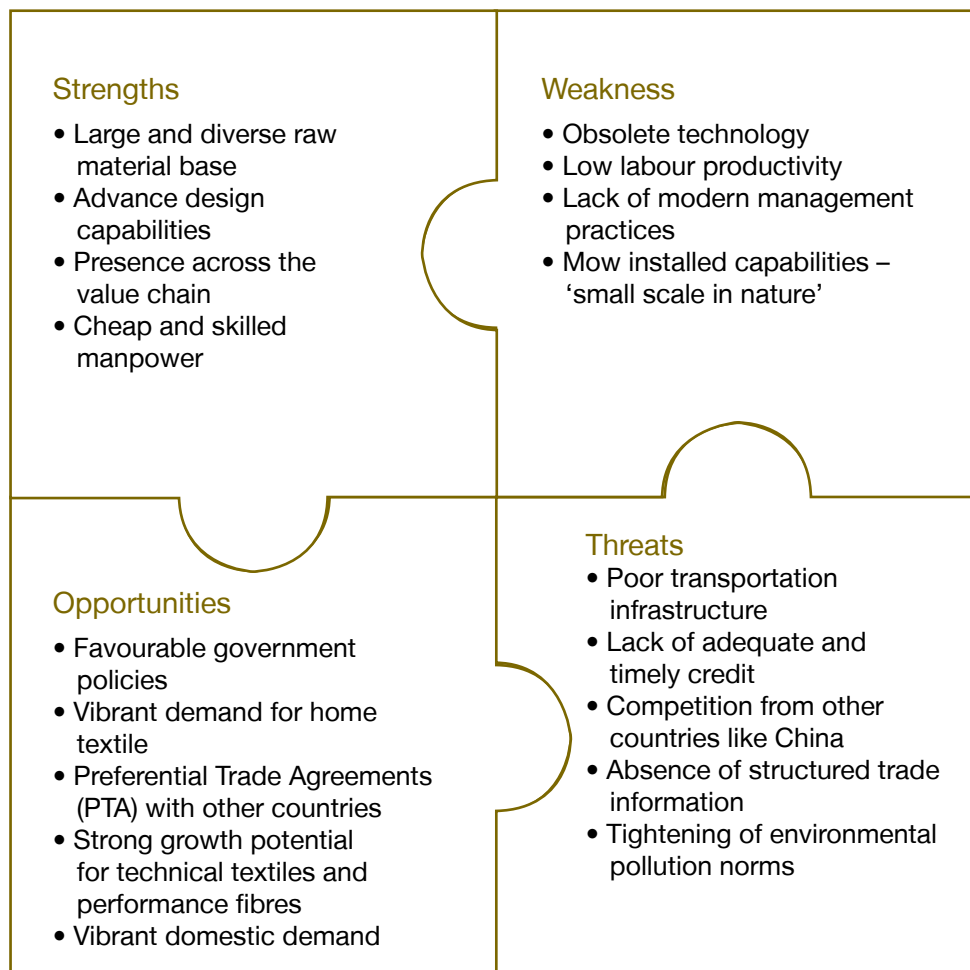 Strengths
• Large and diverse raw
material base
• Advance design
capabilities
• Presence across the
value chain
• Cheap and skilled
manpower
Weakness
• Obsolete technology
• Low labour productivity
• Lack of modern management
practices
• Mow installed capabilities –
‘small scale in nature’
Opportunities
• Favourable government
policies
• Vibrant demand for home
textile
• Preferential Trade Agreements
(PTA) with other countries
• Strong growth potential
for technical textiles and
performance fibres
• Vibrant domestic demand
Threats
• Poor transportation
infrastructure
• Lack of adequate and
timely credit
• Competition from other
countries like China
• Absence of structured trade
information
• Tightening of environmental
pollution norms